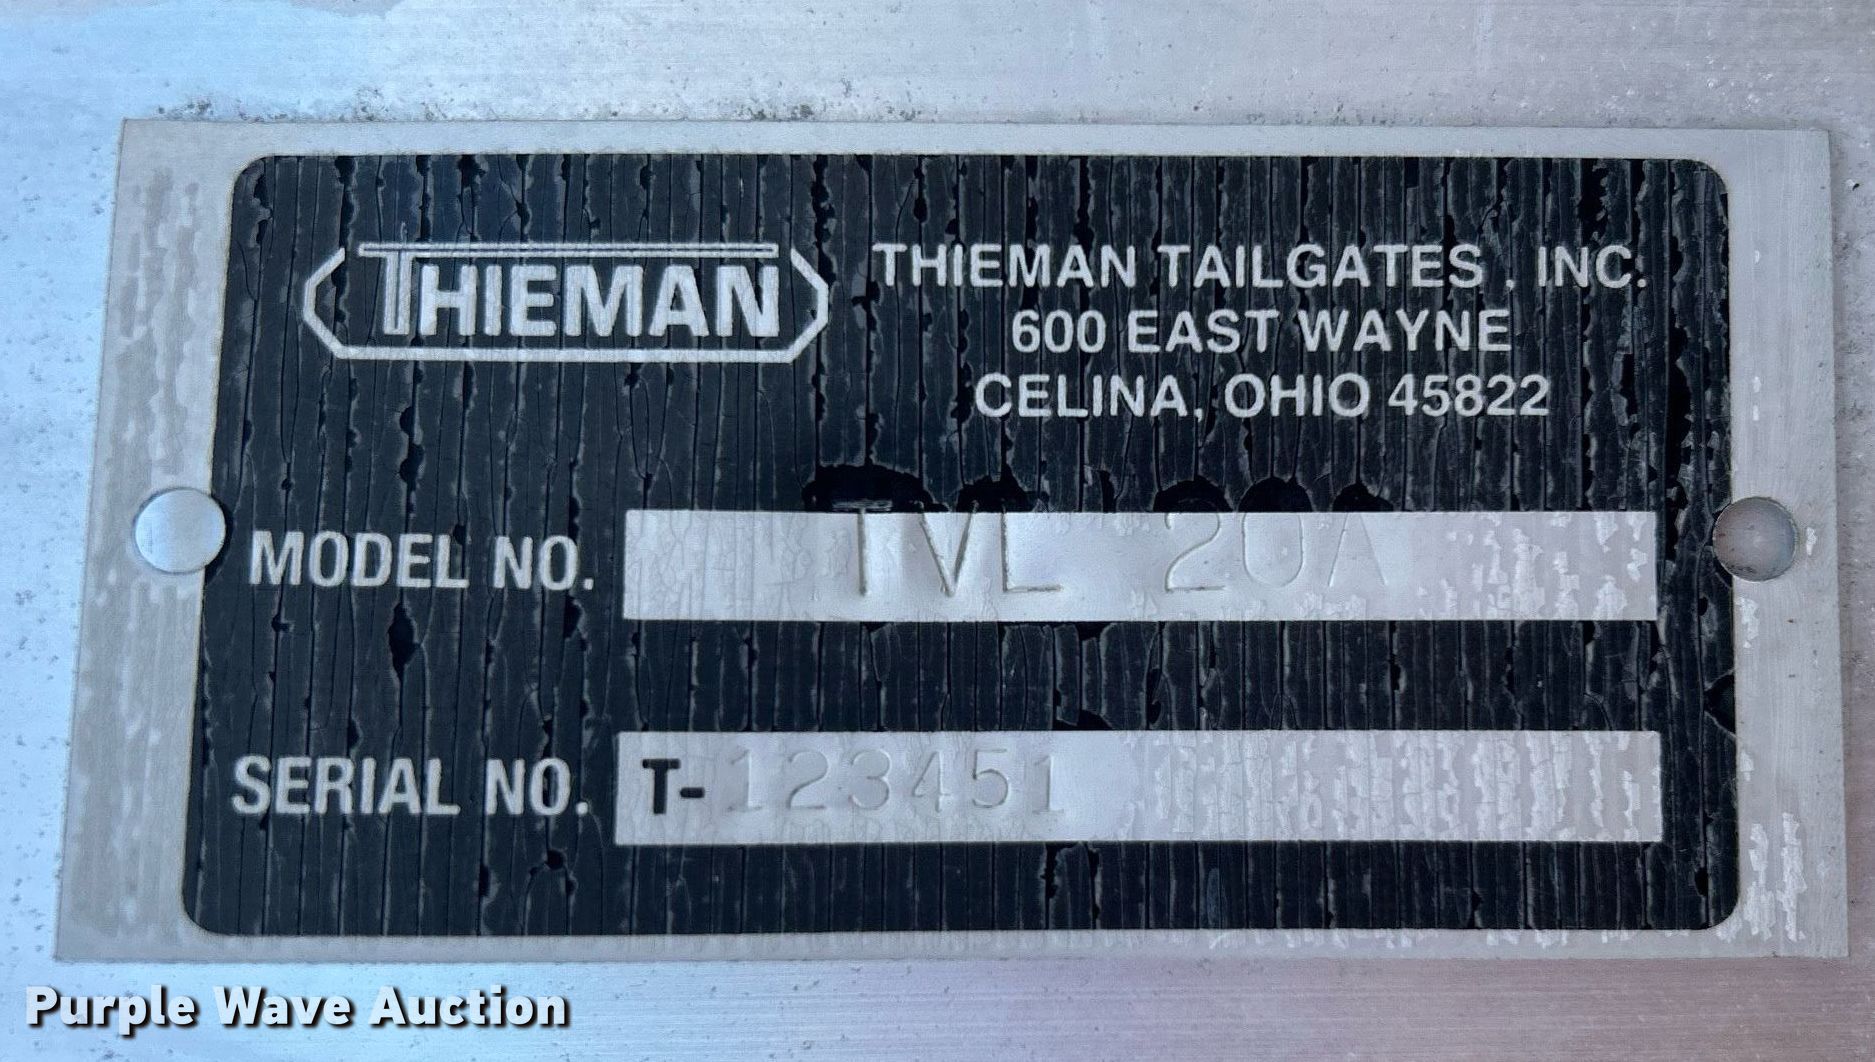 THIEMAN
THIEMAN TAILGATES, INC.
600 EAST WAYNE
CELINA, OHIO 45822
MODEL NO. TVL 20A
SERIAL NO. T-123451
Purple Wave Auction